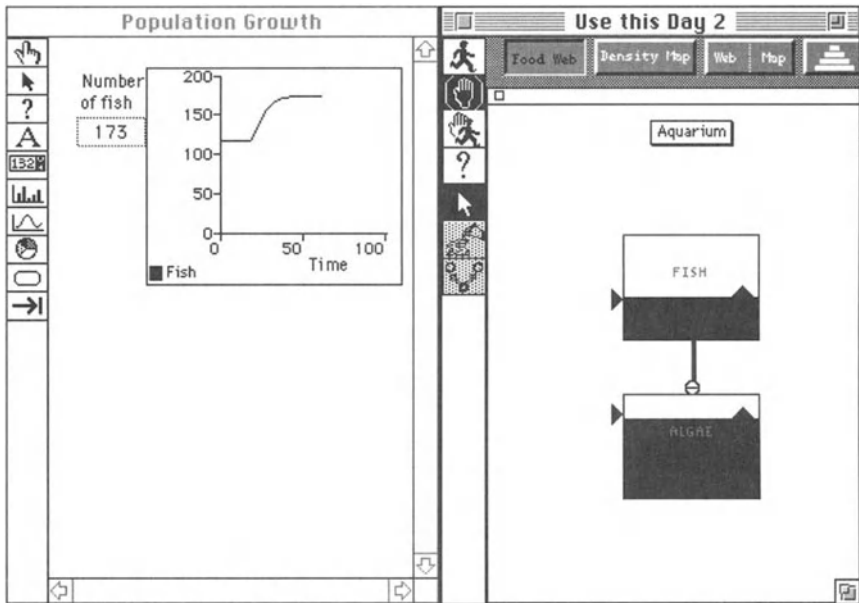 Population Growth
?
A
132
Number
of fish
173
200
150
100
50
0
0 50 100
Time
Fish
Use this Day 2
Food Web Density Map Web Map
?
Aquarium
FISH
ALGAE